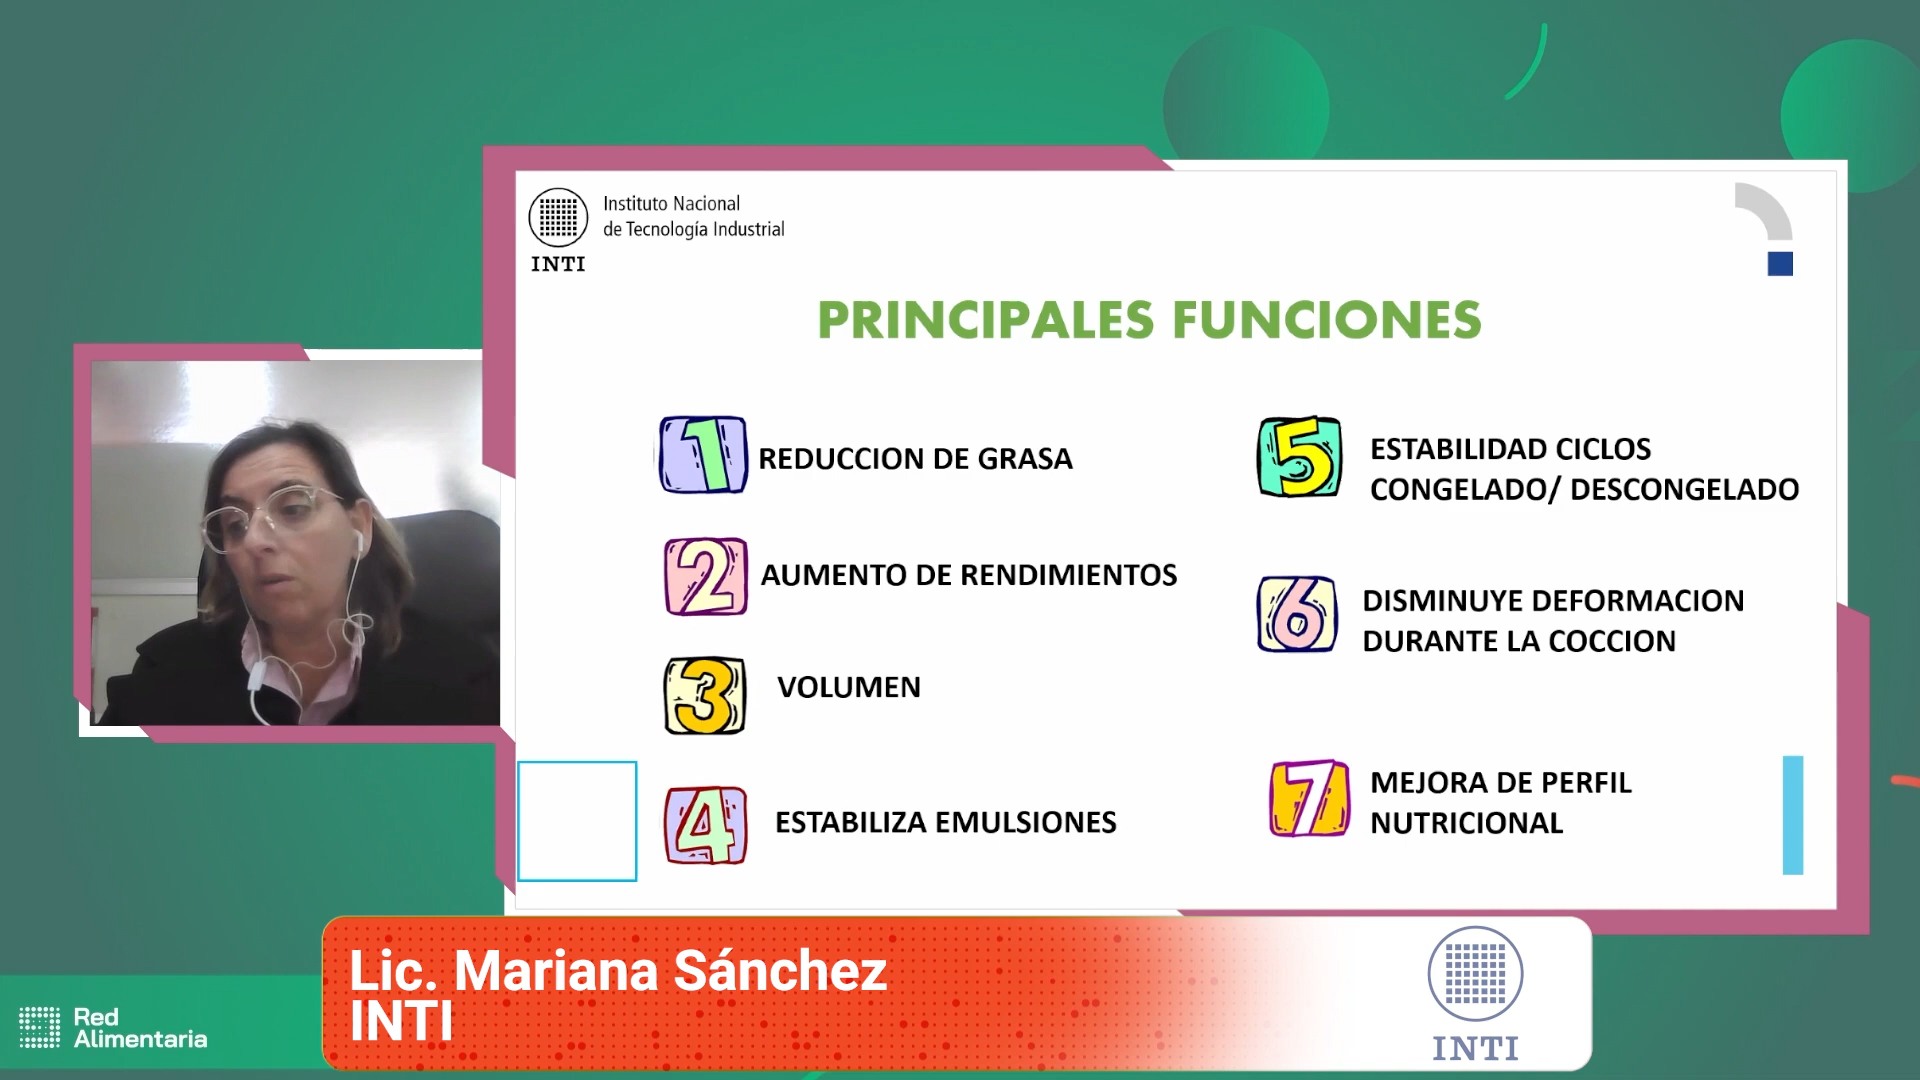 Instituto Nacional
de Tecnología Industrial
INTI
PRINCIPALES FUNCIONES
1 REDUCCION DE GRASA
2 AUMENTO DE RENDIMIENTOS
3 VOLUMEN
4 ESTABILIZA EMULSIONES
5 ESTABILIDAD CICLOS
CONGELADO/ DESCONGELADO
6 DISMINUYE DEFORMACION
DURANTE LA COCCION
7 MEJORA DE PERFIL
NUTRICIONAL
Lic. Mariana Sánchez
INTI
INTI
Red
Alimentaria